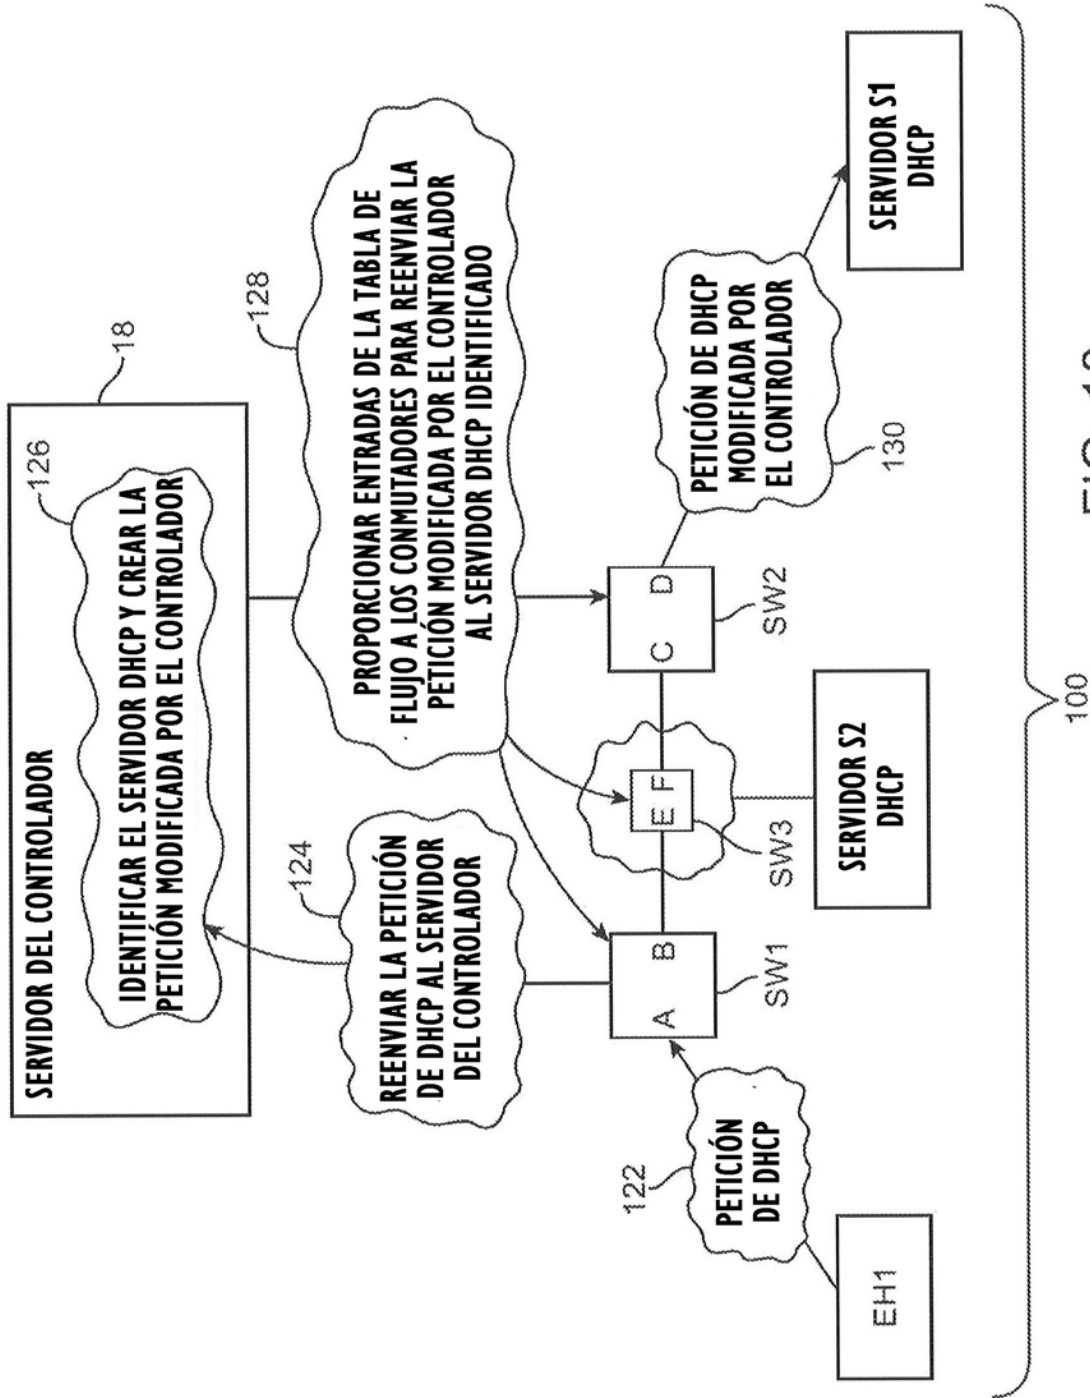 SERVIDOR DEL CONTROLADOR
18
126
IDENTIFICAR EL SERVIDOR DHCP Y CREAR LA
PETICIÓN MODIFICADA POR EL CONTROLADOR
124
REENVIAR LA PETICIÓN
DE DHCP AL SERVIDOR
DEL CONTROLADOR
128
PROPORCIONAR ENTRADAS DE LA TABLA DE
FLUJO A LOS CONMUTADORES PARA REENVIAR LA
PETICIÓN MODIFICADA POR EL CONTROLADOR
AL SERVIDOR DHCP IDENTIFICADO
122
PETICIÓN
DE DHCP
EH1
A B
SW1
E F
SW3
C D
SW2
SERVIDOR S2
DHCP
PETICIÓN DE DHCP
MODIFICADA POR
EL CONTROLADOR
130
SERVIDOR S1
DHCP
100